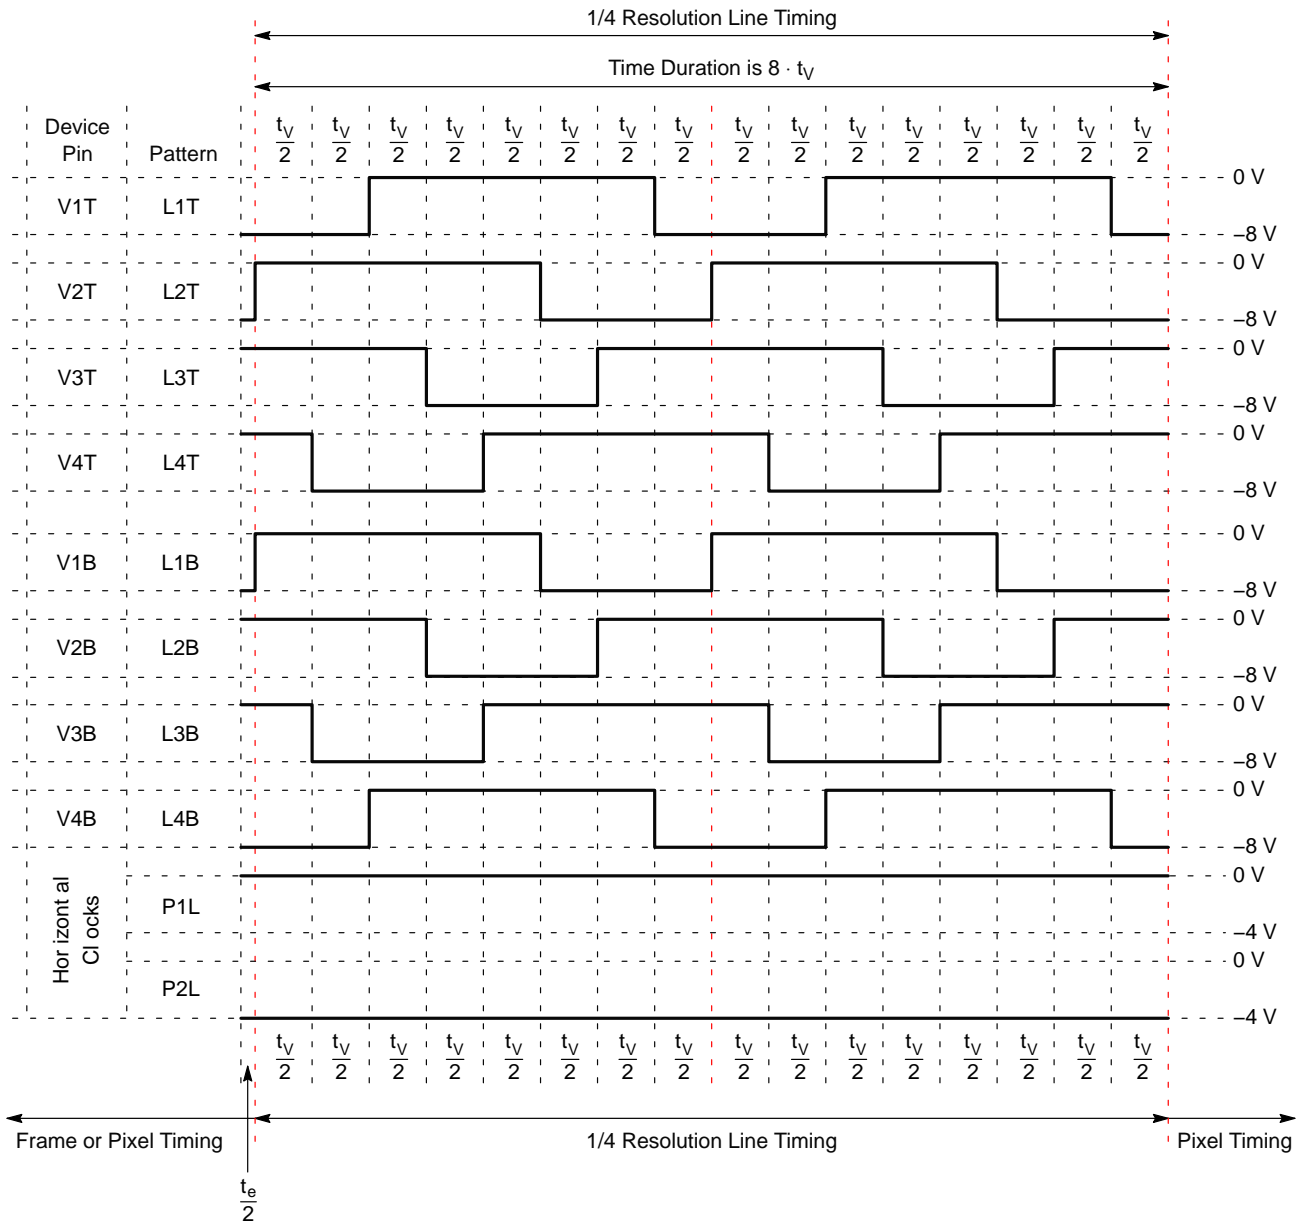 1/4 Resolution Line Timing
Time Duration is 8 · tV
Device
Pin
Pattern
tV/2 tV/2 tV/2 tV/2 tV/2 tV/2 tV/2 tV/2 tV/2 tV/2 tV/2 tV/2 tV/2 tV/2 tV/2 tV/2
0 V
V1T L1T
–8 V
0 V
V2T L2T
–8 V
0 V
V3T L3T
–8 V
0 V
V4T L4T
–8 V
0 V
V1B L1B
–8 V
0 V
V2B L2B
–8 V
0 V
V3B L3B
–8 V
0 V
V4B L4B
–8 V
Hor izont al
Cl ocks
0 V
P1L
–4 V
0 V
P2L
–4 V
tV/2 tV/2 tV/2 tV/2 tV/2 tV/2 tV/2 tV/2 tV/2 tV/2 tV/2 tV/2 tV/2 tV/2 tV/2 tV/2
Frame or Pixel Timing 1/4 Resolution Line Timing Pixel Timing
te/2